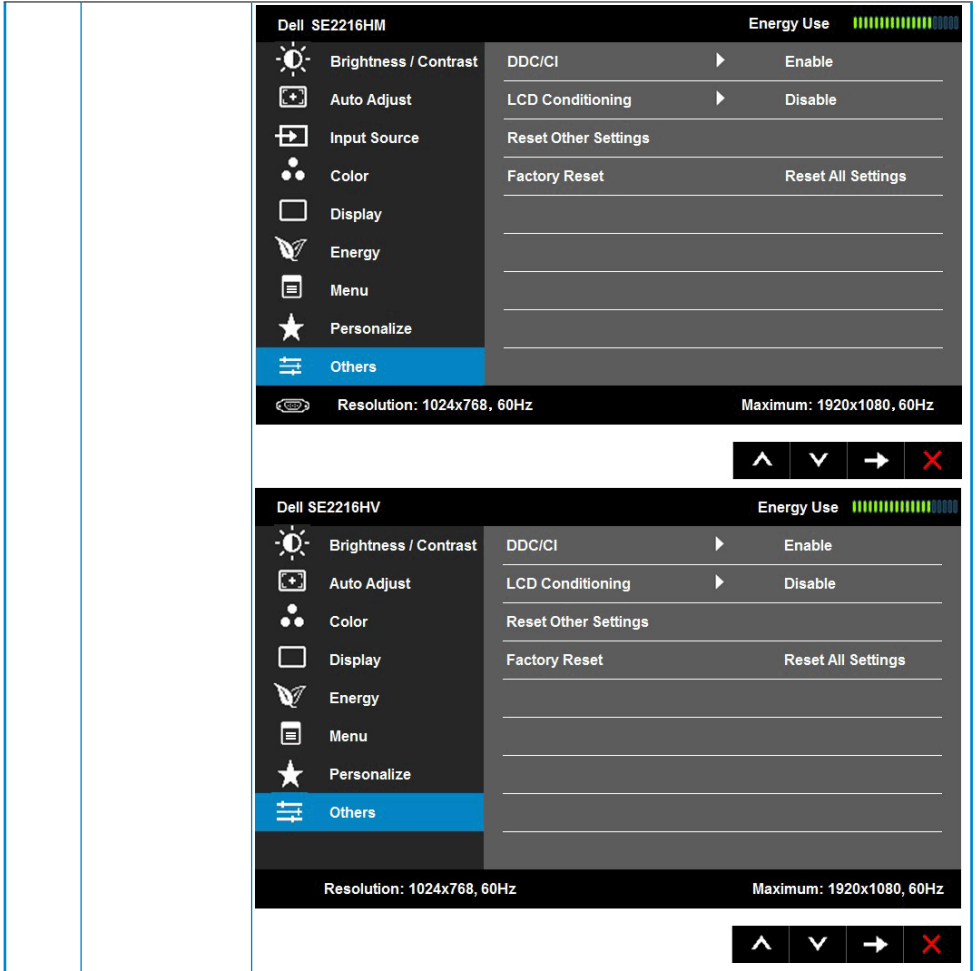 Dell SE2216HM Energy Use
Brightness / Contrast DDC/CI Enable
Auto Adjust LCD Conditioning Disable
Input Source Reset Other Settings
Color Factory Reset Reset All Settings
Display
Energy
Menu
Personalize
Others
Resolution: 1024x768, 60Hz Maximum: 1920x1080, 60Hz
Dell SE2216HV Energy Use
Brightness / Contrast DDC/CI Enable
Auto Adjust LCD Conditioning Disable
Color Reset Other Settings
Display Factory Reset Reset All Settings
Energy
Menu
Personalize
Others
Resolution: 1024x768, 60Hz Maximum: 1920x1080, 60Hz